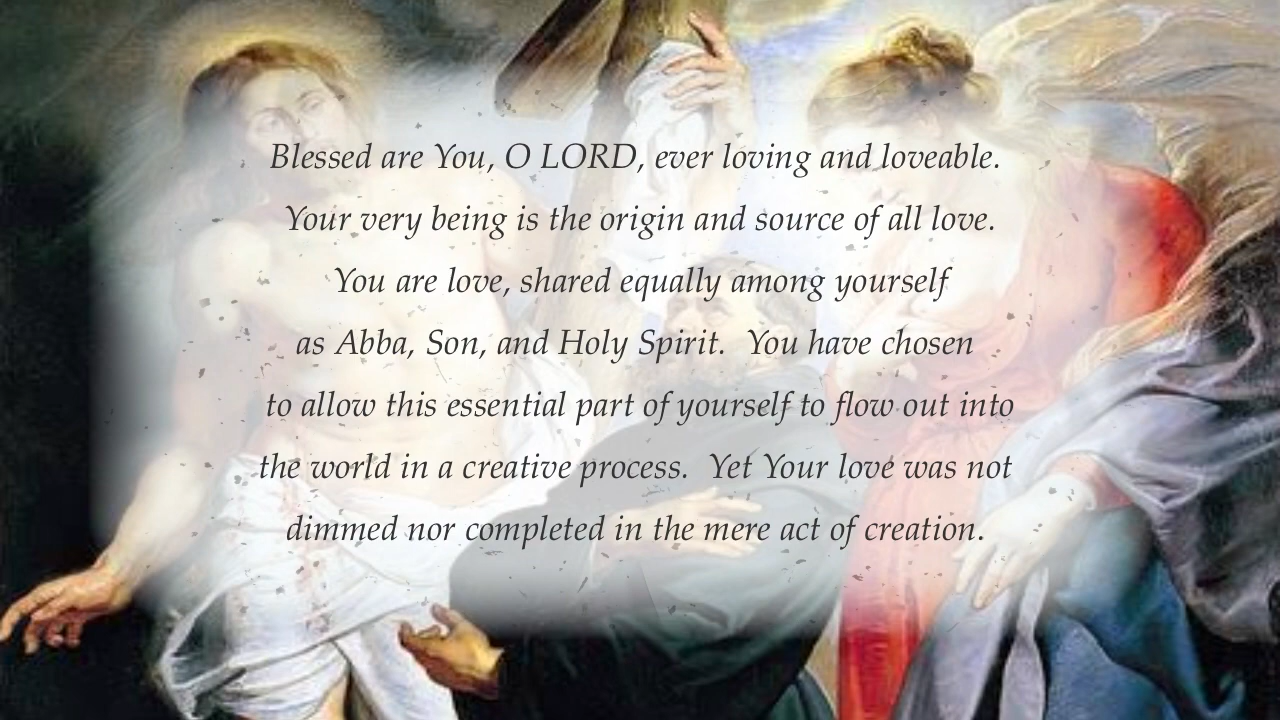 Blessed are You, O LORD, ever loving and loveable.
Your very being is the origin and source of all love.
You are love, shared equally among yourself
as Abba, Son, and Holy Spirit.  You have chosen
to allow this essential part of yourself to flow out into
the world in a creative process.  Yet Your love was not
dimmed nor completed in the mere act of creation.